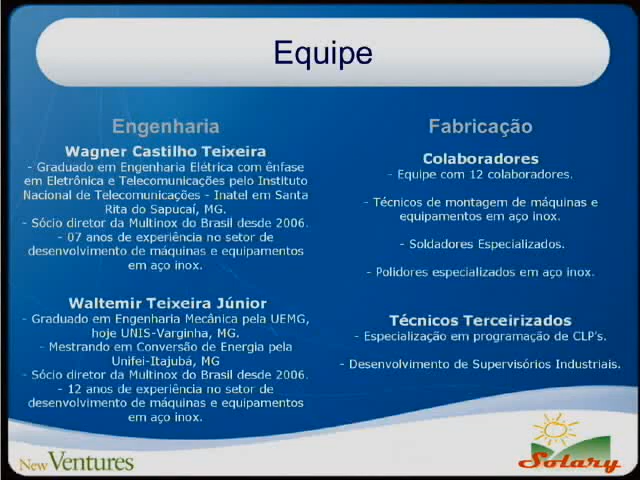 Equipe
Engenharia
Wagner Castilho Teixeira
- Graduado em Engenharia Elétrica com ênfase
em Eletrônica e Telecomunicações pelo Instituto
Nacional de Telecomunicações - Inatel em Santa
Rita do Sapucaí, MG.
- Sócio diretor da Multinox do Brasil desde 2006.
- 07 anos de experiência no setor de
desenvolvimento de máquinas e equipamentos
em aço inox.
Waltemir Teixeira Júnior
- Graduado em Engenharia Mecânica pela UEMG,
hoje UNIS-Varginha, MG.
- Mestrando em Conversão de Energia pela
Unifei-Itajubá, MG
- Sócio diretor da Multinox do Brasil desde 2006.
- 12 anos de experiência no setor de
desenvolvimento de máquinas e equipamentos
em aço inox.
Fabricação
Colaboradores
- Equipe com 12 colaboradores.
- Técnicos de montagem de máquinas e
equipamentos em aço inox.
- Soldadores Especializados.
- Polidores especializados em aço inox.
Técnicos Terceirizados
- Especialização em programação de CLP's.
- Desenvolvimento de Supervisórios Industriais.
New Ventures
Solary